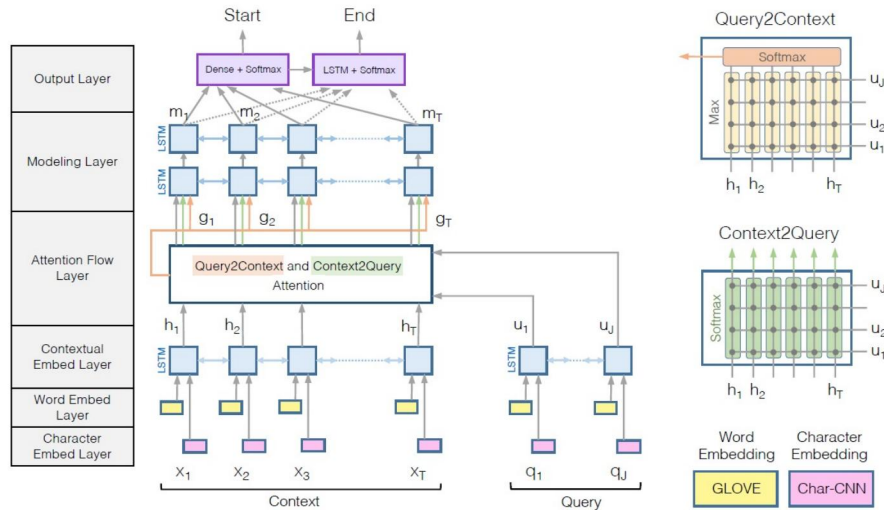 Start
End
Output Layer
Dense + Softmax
LSTM + Softmax
m1
m2
mT
Modeling Layer
LSTM
LSTM
g1
g2
gT
Attention Flow
Layer
Query2Context and Context2Query
Attention
h1
h2
hT
u1
uJ
Contextual
Embed Layer
LSTM
LSTM
Word Embed
Layer
Character
Embed Layer
x1
x2
x3
xT
q1
qJ
Context
Query
Query2Context
Softmax
Max
uJ
u2
u1
h1
h2
hT
Context2Query
Softmax
uJ
u2
u1
h1
h2
hT
Word
Embedding
Character
Embedding
GLOVE
Char-CNN